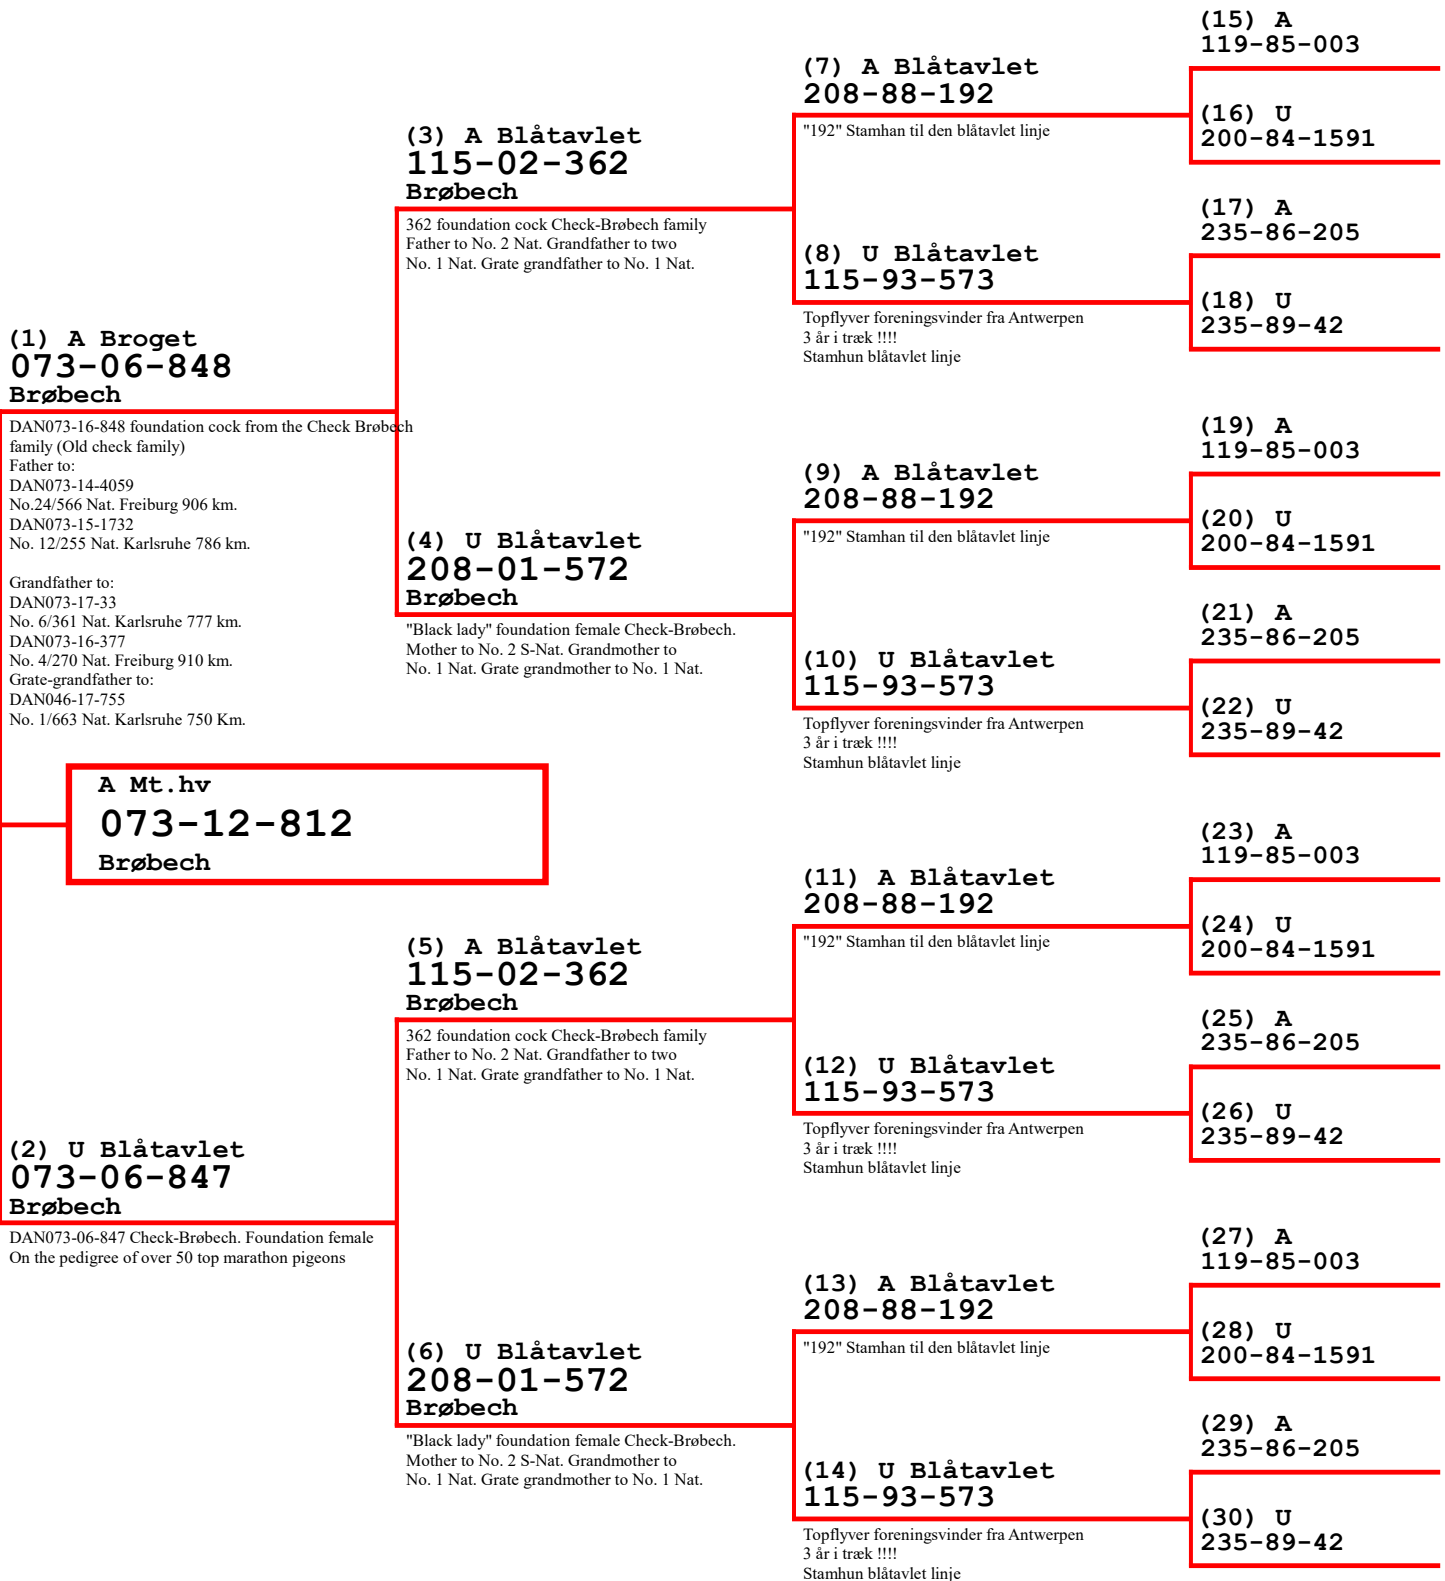 (1) A Broget
073-06-848
Brøbech
DAN073-16-848 foundation cock from the Check Brøbech
family (Old check family)
Father to:
DAN073-14-4059
No.24/566 Nat. Freiburg 906 km.
DAN073-15-1732
No. 12/255 Nat. Karlsruhe 786 km.
Grandfather to:
DAN073-17-33
No. 6/361 Nat. Karlsruhe 777 km.
DAN073-16-377
No. 4/270 Nat. Freiburg 910 km.
Grate-grandfather to:
DAN046-17-755
No. 1/663 Nat. Karlsruhe 750 Km.
A Mt.hv
073-12-812
Brøbech
(2) U Blåtavlet
073-06-847
Brøbech
DAN073-06-847 Check-Brøbech. Foundation female
On the pedigree of over 50 top marathon pigeons
(3) A Blåtavlet
115-02-362
Brøbech
362 foundation cock Check-Brøbech family
Father to No. 2 Nat. Grandfather to two
No. 1 Nat. Grate grandfather to No. 1 Nat.
(4) U Blåtavlet
208-01-572
Brøbech
"Black lady" foundation female Check-Brøbech.
Mother to No. 2 S-Nat. Grandmother to
No. 1 Nat. Grate grandmother to No. 1 Nat.
(5) A Blåtavlet
115-02-362
Brøbech
362 foundation cock Check-Brøbech family
Father to No. 2 Nat. Grandfather to two
No. 1 Nat. Grate grandfather to No. 1 Nat.
(6) U Blåtavlet
208-01-572
Brøbech
"Black lady" foundation female Check-Brøbech.
Mother to No. 2 S-Nat. Grandmother to
No. 1 Nat. Grate grandmother to No. 1 Nat.
(7) A Blåtavlet
208-88-192
"192" Stamhan til den blåtavlet linje
(8) U Blåtavlet
115-93-573
Topflyver foreningsvinder fra Antwerpen
3 år i træk !!!!
Stamhun blåtavlet linje
(9) A Blåtavlet
208-88-192
"192" Stamhan til den blåtavlet linje
(10) U Blåtavlet
115-93-573
Topflyver foreningsvinder fra Antwerpen
3 år i træk !!!!
Stamhun blåtavlet linje
(11) A Blåtavlet
208-88-192
"192" Stamhan til den blåtavlet linje
(12) U Blåtavlet
115-93-573
Topflyver foreningsvinder fra Antwerpen
3 år i træk !!!!
Stamhun blåtavlet linje
(13) A Blåtavlet
208-88-192
"192" Stamhan til den blåtavlet linje
(14) U Blåtavlet
115-93-573
Topflyver foreningsvinder fra Antwerpen
3 år i træk !!!!
Stamhun blåtavlet linje
(15) A
119-85-003
(16) U
200-84-1591
(17) A
235-86-205
(18) U
235-89-42
(19) A
119-85-003
(20) U
200-84-1591
(21) A
235-86-205
(22) U
235-89-42
(23) A
119-85-003
(24) U
200-84-1591
(25) A
235-86-205
(26) U
235-89-42
(27) A
119-85-003
(28) U
200-84-1591
(29) A
235-86-205
(30) U
235-89-42